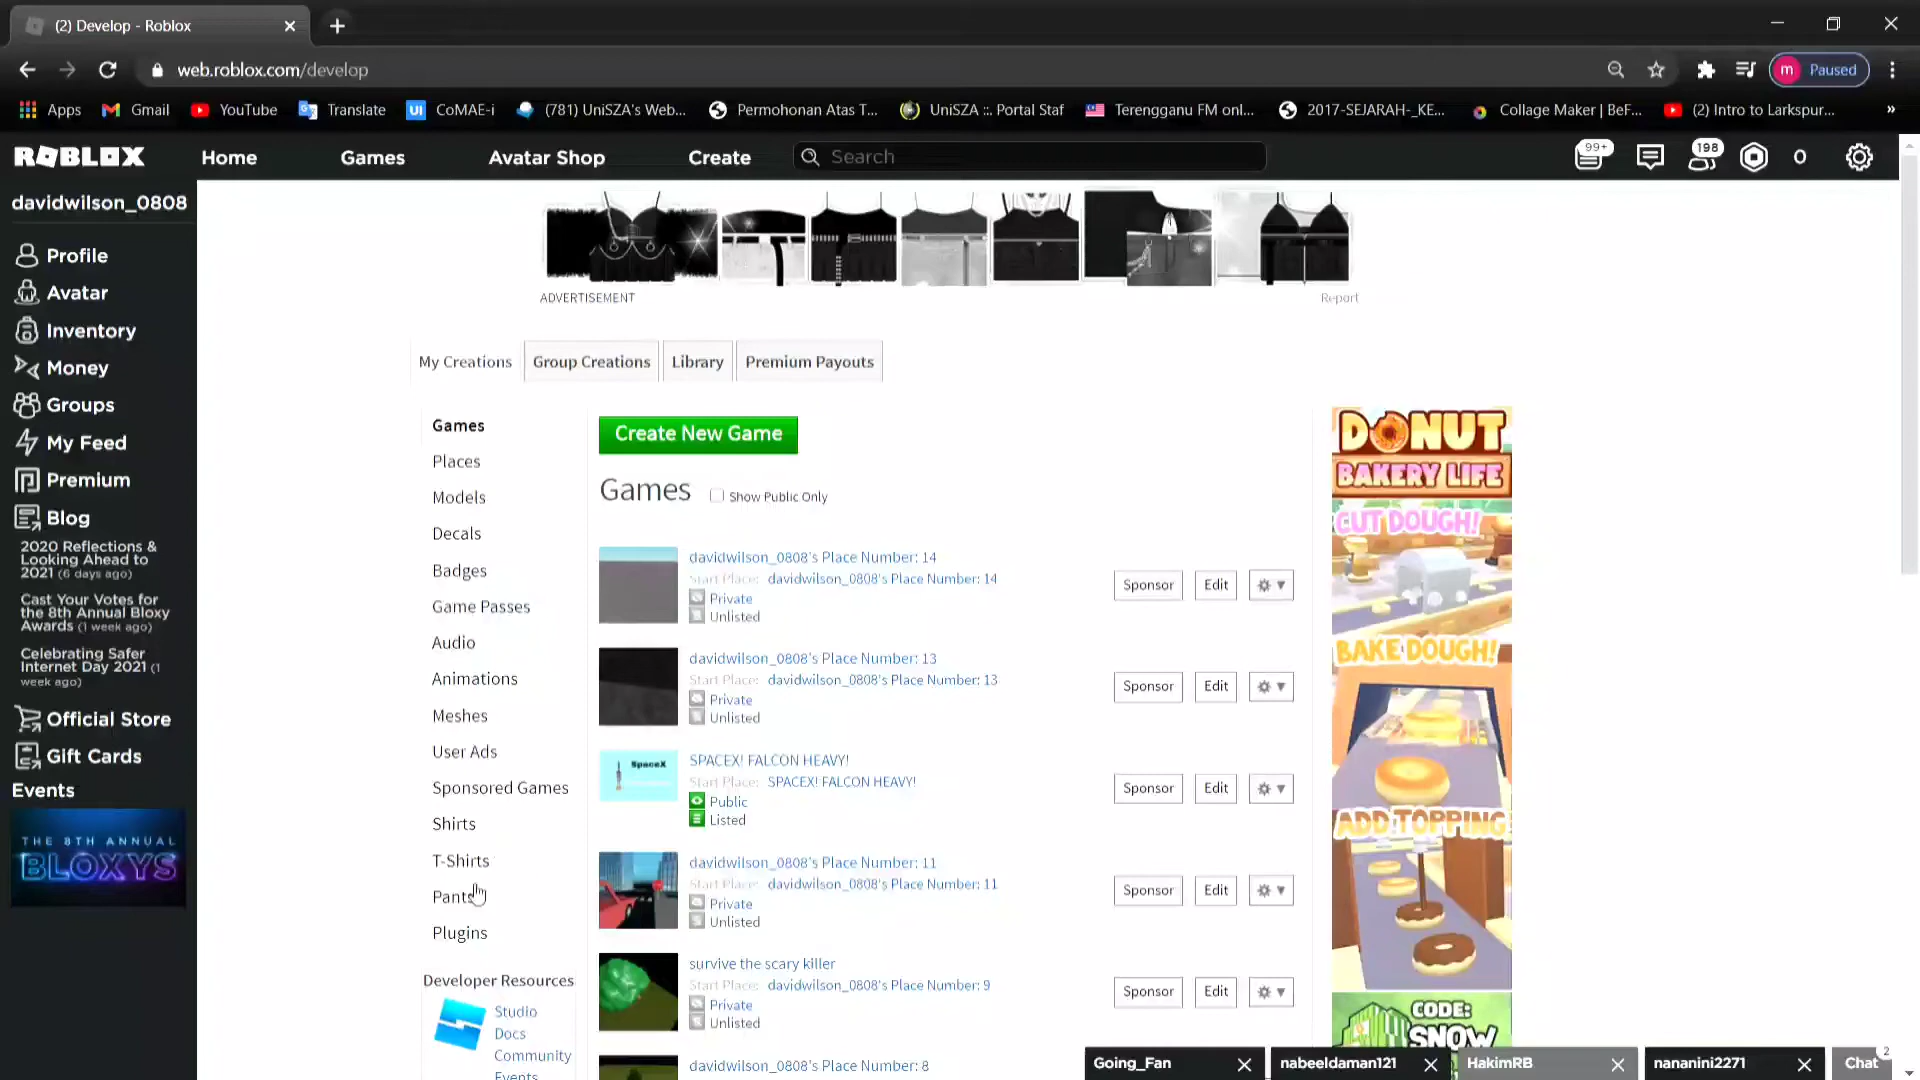 (2) Develop - Roblox
web.roblox.com/develop
m Paused
Apps
Gmail
YouTube
Translate
UI CoMAE-i
(781) UniSZA's Web...
Permohonan Atas T...
UniSZA ::. Portal Staf
Terengganu FM onl...
2017-SEJARAH-_KE...
Collage Maker | BeF...
(2) Intro to Larkspur...
»
ROBLOX
Home
Games
Avatar Shop
Create
Search
99+
198
0
davidwilson_0808
Profile
Avatar
Inventory
Money
Groups
My Feed
Premium
Blog
2020 Reflections &
Looking Ahead to
2021 (6 days ago)
Cast Your Votes for
the 8th Annual Bloxy
Awards (1 week ago)
Celebrating Safer
Internet Day 2021 (1
week ago)
Official Store
Gift Cards
Events
THE 8TH ANNUAL
BLOXYS
ADVERTISEMENT
Report
My Creations
Group Creations
Library
Premium Payouts
Games
Places
Models
Decals
Badges
Game Passes
Audio
Animations
Meshes
User Ads
Sponsored Games
Shirts
T-Shirts
Pants
Plugins
Developer Resources
Studio
Docs
Community
Events
Create New Game
Games
Show Public Only
davidwilson_0808's Place Number: 14
Start Place: davidwilson_0808's Place Number: 14
Private
Unlisted
Sponsor
Edit
davidwilson_0808's Place Number: 13
Start Place: davidwilson_0808's Place Number: 13
Private
Unlisted
Sponsor
Edit
SpaceX
SPACEX! FALCON HEAVY!
Start Place: SPACEX! FALCON HEAVY!
Public
Listed
Sponsor
Edit
davidwilson_0808's Place Number: 11
Start Place: davidwilson_0808's Place Number: 11
Private
Unlisted
Sponsor
Edit
survive the scary killer
Start Place: davidwilson_0808's Place Number: 9
Private
Unlisted
Sponsor
Edit
davidwilson_0808's Place Number: 8
DONUT
BAKERY LIFE
CUT DOUGH!
BAKE DOUGH!
ADD TOPPING
CODE:
SNOW
Going_Fan
nabeeldaman121
HakimRB
nananini2271
Chat
2